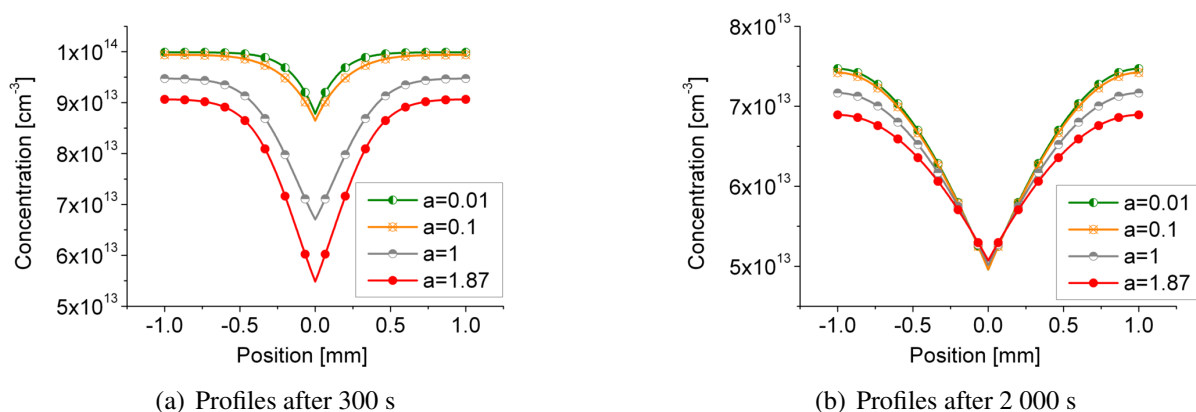 1x10^14
9x10^13
8x10^13
7x10^13
6x10^13
5x10^13
Concentration [cm^-3]
a=0.01
a=0.1
a=1
a=1.87
-1.0 -0.5 0.0 0.5 1.0
Position [mm]
(a) Profiles after 300 s
8x10^13
7x10^13
6x10^13
5x10^13
Concentration [cm^-3]
a=0.01
a=0.1
a=1
a=1.87
-1.0 -0.5 0.0 0.5 1.0
Position [mm]
(b) Profiles after 2 000 s